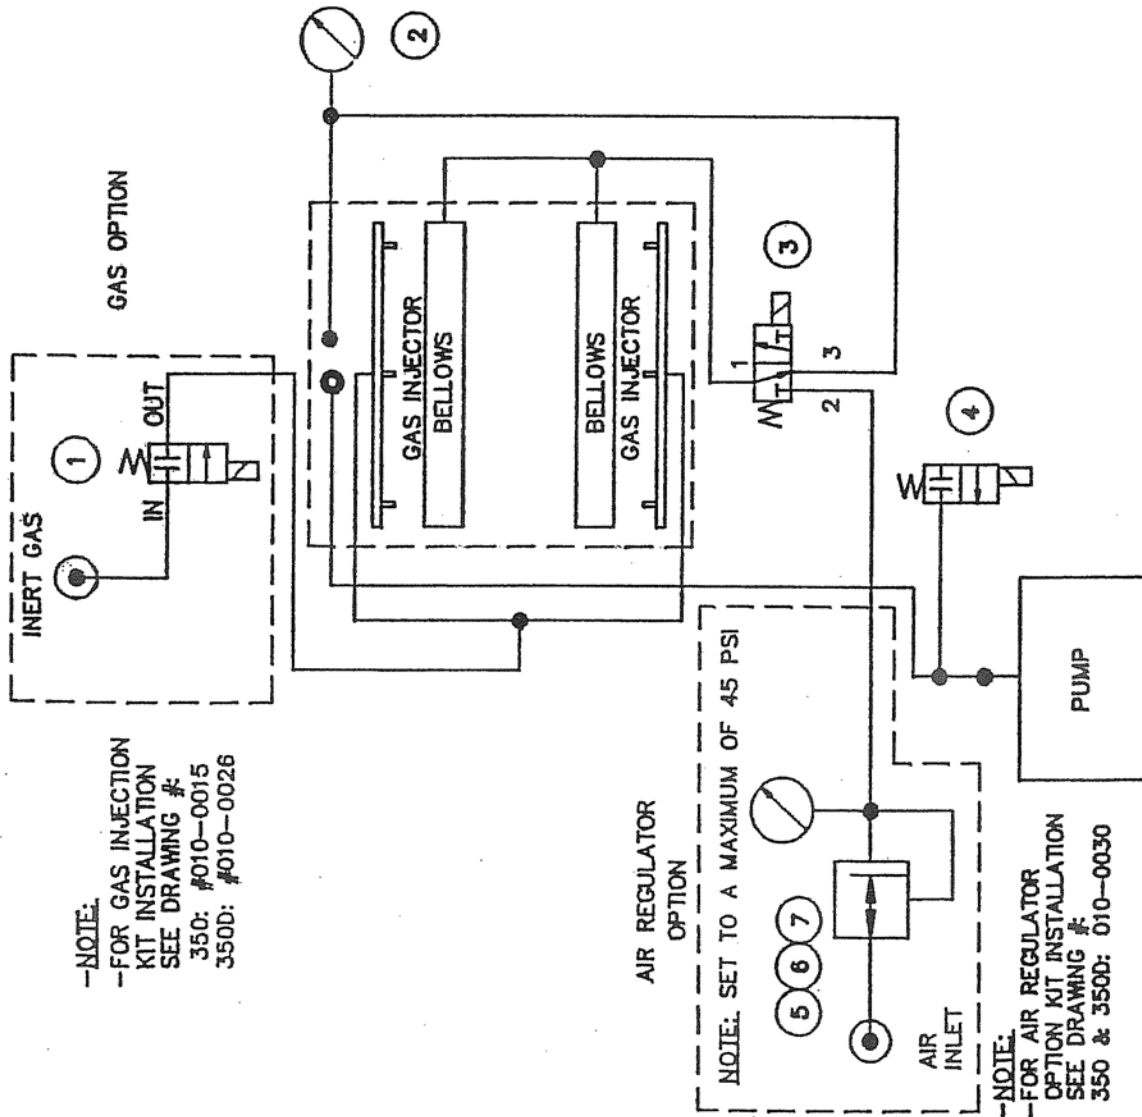 GAS OPTION
INERT GAS
IN
OUT
1
2
GAS INJECTOR
BELLOWS
BELLOWS
GAS INJECTOR
3
1
2
3
4
PUMP
-NOTE:
-FOR GAS INJECTION
KIT INSTALLATION
SEE DRAWING #:
350: #010-0015
350D: #010-0026
AIR REGULATOR
OPTION
NOTE: SET TO A MAXIMUM OF 45 PSI
5 6 7
AIR
INLET
-NOTE:
-FOR AIR REGULATOR
OPTION KIT INSTALLATION
SEE DRAWING #:
350 & 350D: 010-0030